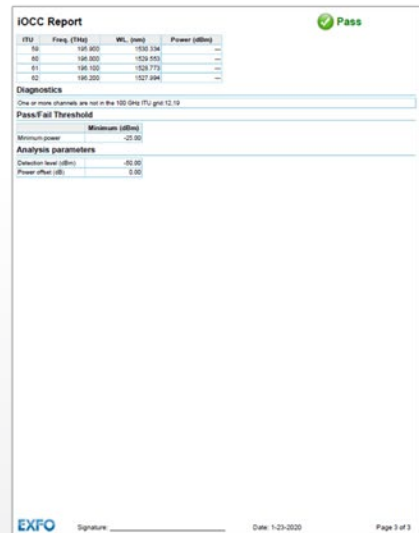 iOCC Report
Pass
ITU Freq. (THz) WL. (nm) Power (dBm)
59 195.900 1530.334 ---
60 196.000 1529.553 ---
61 196.100 1528.773 ---
62 196.200 1527.994 ---
Diagnostics
One or more channels are not in the 100 GHz ITU grid:12,19
Pass/Fail Threshold
Minimum (dBm)
Minimum power -25.00
Analysis parameters
Detection level (dBm) -50.00
Power offset (dB) 0.00
EXFO Signature: Date: 1-23-2020 Page 3 of 3